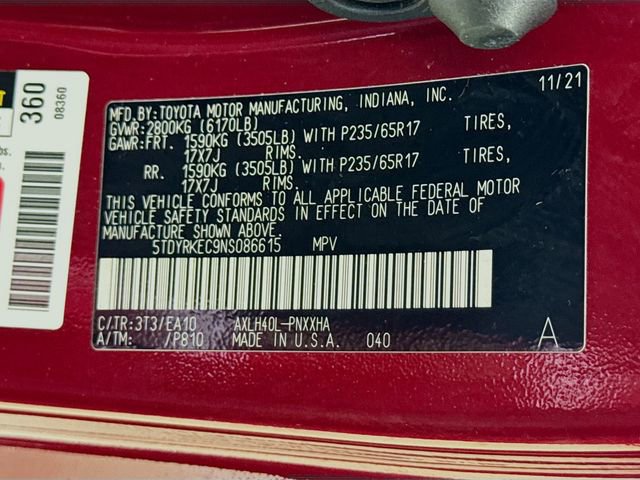 360
08360
11/21
MFD. BY: TOYOTA MOTOR MANUFACTURING, INDIANA, INC.
GVWR: 2800KG (6170LB)
GAWR: FRT. 1590KG (3505LB) WITH P235/65R17 TIRES,
17X7J RIMS.
RR. 1590KG (3505LB) WITH P235/65R17 TIRES,
17X7J RIMS.
THIS VEHICLE CONFORMS TO ALL APPLICABLE FEDERAL MOTOR
VEHICLE SAFETY STANDARDS IN EFFECT ON THE DATE OF
MANUFACTURE SHOWN ABOVE.
5TDYRKEC9NS086615 MPV
C/TR: 3T3/EA10 AXLH40L-PNXXHA
A/TM: /P810 MADE IN U.S.A. 040 A